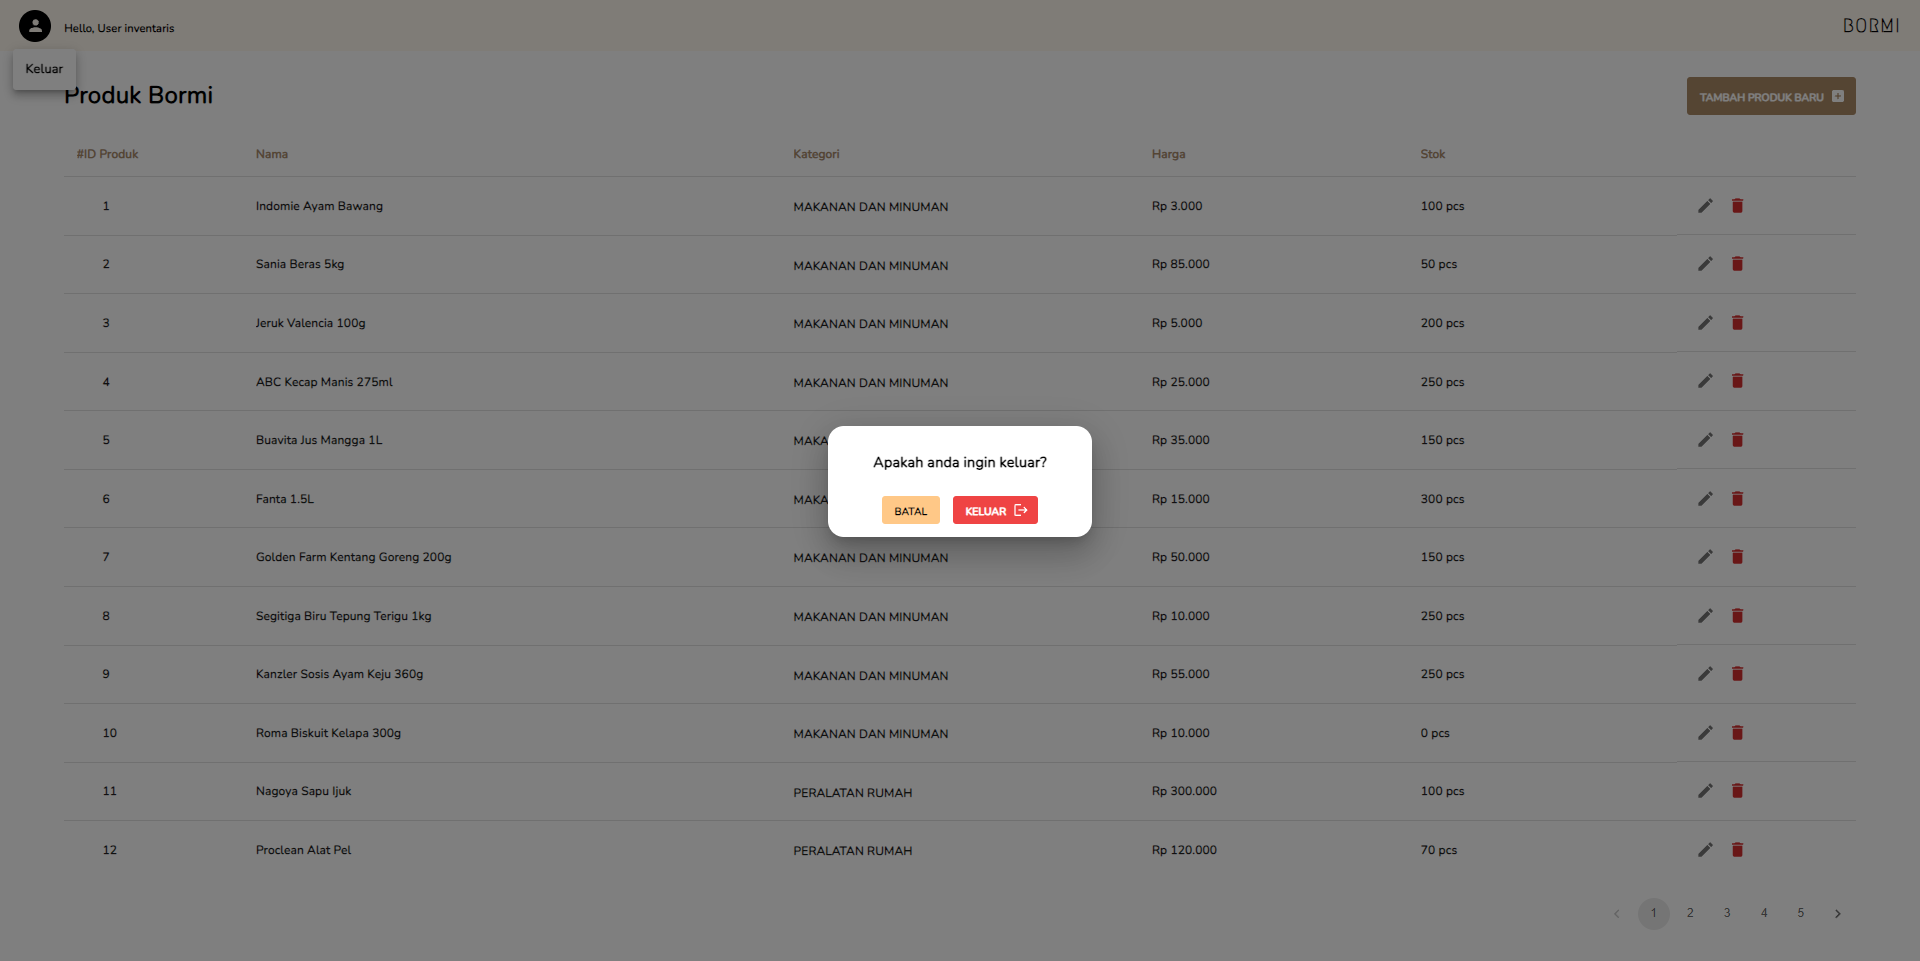 Hello, User inventaris
BORMI
Keluar
Produk Bormi
TAMBAH PRODUK BARU
#ID Produk Nama Kategori Harga Stok
1 Indomie Ayam Bawang MAKANAN DAN MINUMAN Rp 3.000 100 pcs
2 Sania Beras 5kg MAKANAN DAN MINUMAN Rp 85.000 50 pcs
3 Jeruk Valencia 100g MAKANAN DAN MINUMAN Rp 5.000 200 pcs
4 ABC Kecap Manis 275ml MAKANAN DAN MINUMAN Rp 25.000 250 pcs
5 Buavita Jus Mangga 1L MAKA Rp 35.000 150 pcs
6 Fanta 1.5L MAKA Rp 15.000 300 pcs
Apakah anda ingin keluar?
BATAL KELUAR
7 Golden Farm Kentang Goreng 200g MAKANAN DAN MINUMAN Rp 50.000 150 pcs
8 Segitiga Biru Tepung Terigu 1kg MAKANAN DAN MINUMAN Rp 10.000 250 pcs
9 Kanzler Sosis Ayam Keju 360g MAKANAN DAN MINUMAN Rp 55.000 250 pcs
10 Roma Biskuit Kelapa 300g MAKANAN DAN MINUMAN Rp 10.000 0 pcs
11 Nagoya Sapu Ijuk PERALATAN RUMAH Rp 300.000 100 pcs
12 Proclean Alat Pel PERALATAN RUMAH Rp 120.000 70 pcs
1 2 3 4 5